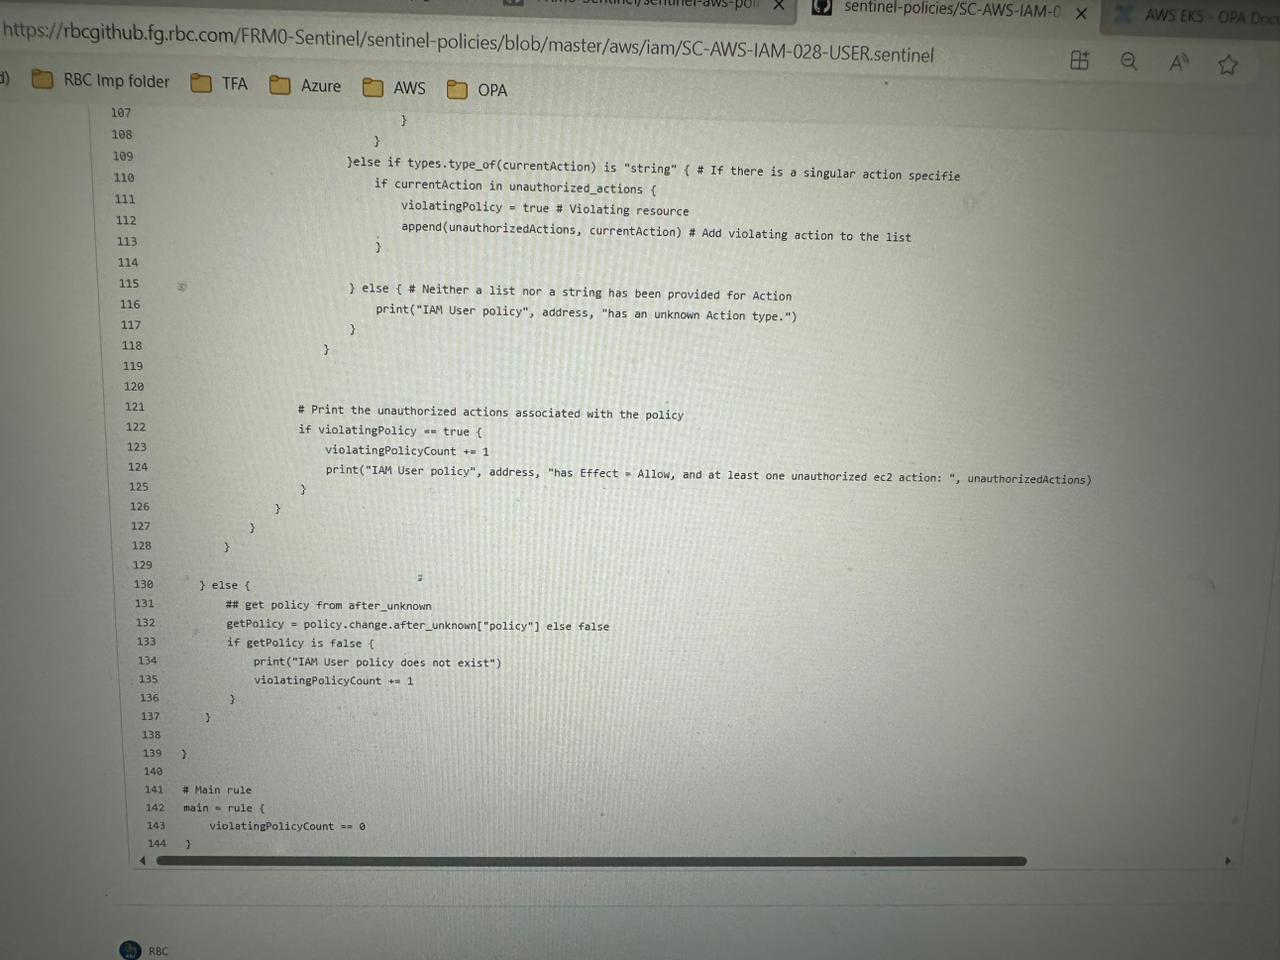 sentinel-policies/SC-AWS-IAM-0
AWS EKS - OPA Doc
https://rbcgithub.fg.rbc.com/FRM0-Sentinel/sentinel-policies/blob/master/aws/iam/SC-AWS-IAM-028-USER.sentinel
RBC Imp folder TFA Azure AWS OPA
107 }
108 }
109 }else if types.type_of(currentAction) is "string" { # If there is a singular action specifie
110 if currentAction in unauthorized_actions {
111 violatingPolicy = true # Violating resource
112 append(unauthorizedActions, currentAction) # Add violating action to the list
113 }
114
115 } else { # Neither a list nor a string has been provided for Action
116 print("IAM User policy", address, "has an unknown Action type.")
117 }
118 }
119
120
121 # Print the unauthorized actions associated with the policy
122 if violatingPolicy == true {
123 violatingPolicyCount += 1
124 print("IAM User policy", address, "has Effect = Allow, and at least one unauthorized ec2 action: ", unauthorizedActions)
125 }
126 }
127 }
128 }
129
130 } else {
131 ## get policy from after_unknown
132 getPolicy = policy.change.after_unknown["policy"] else false
133 if getPolicy is false {
134 print("IAM User policy does not exist")
135 violatingPolicyCount += 1
136 }
137 }
138
139 }
140
141 # Main rule
142 main = rule {
143 violatingPolicyCount == 0
144 }
RBC